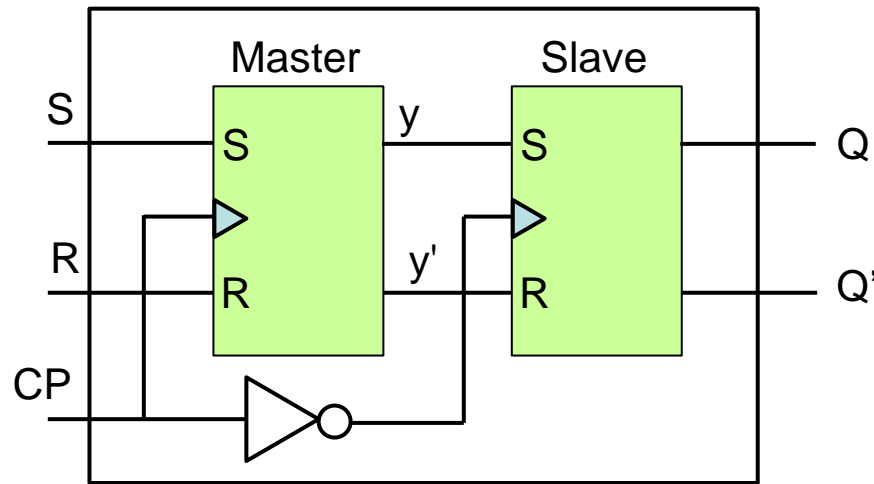 Master Slave
S y
S S Q
R y'
R R Q’
CP